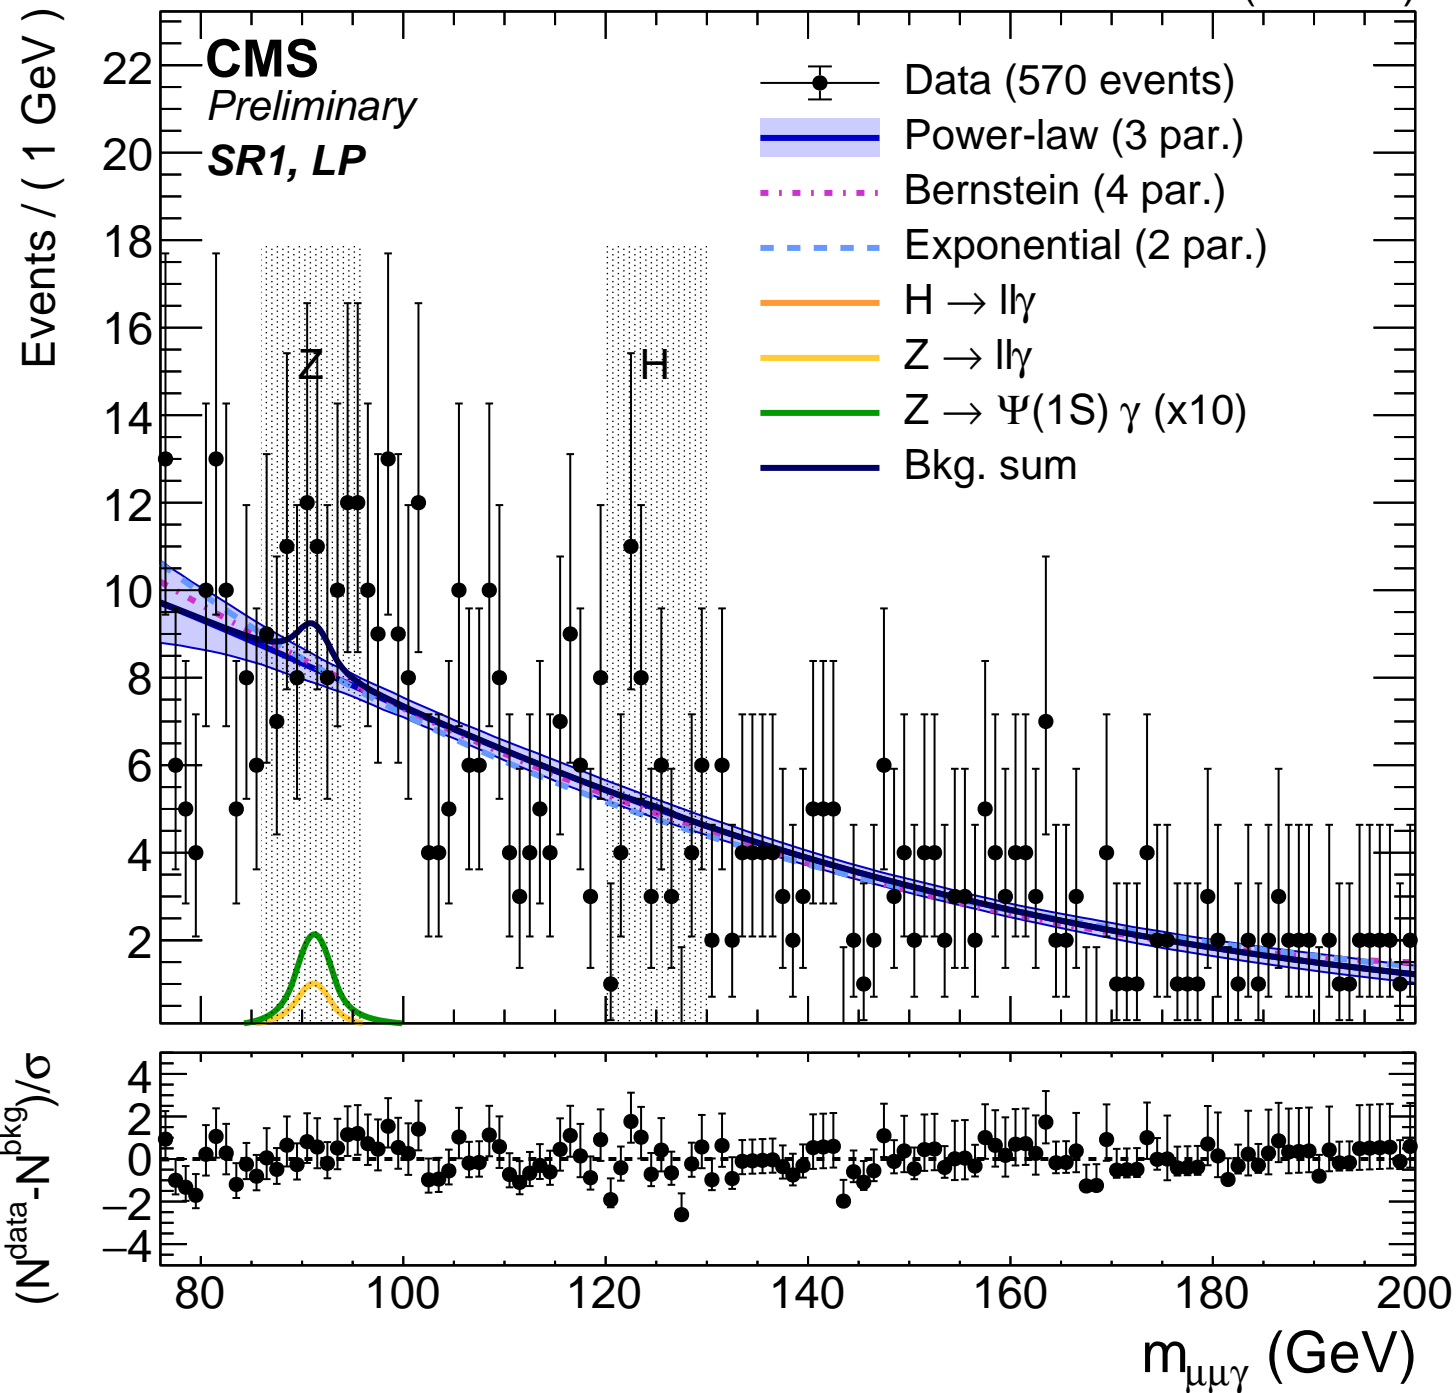 CMS
Preliminary
SR1, LP
Data (570 events)
Power-law (3 par.)
Bernstein (4 par.)
Exponential (2 par.)
H → llγ
Z → llγ
Z → Ψ(1S) γ (x10)
Bkg. sum
Z
H
Events / ( 1 GeV )
22
20
18
16
14
12
10
8
6
4
2
(N^data-N^bkg)/σ
4
2
0
−2
−4
80 100 120 140 160 180 200
m_μμγ (GeV)